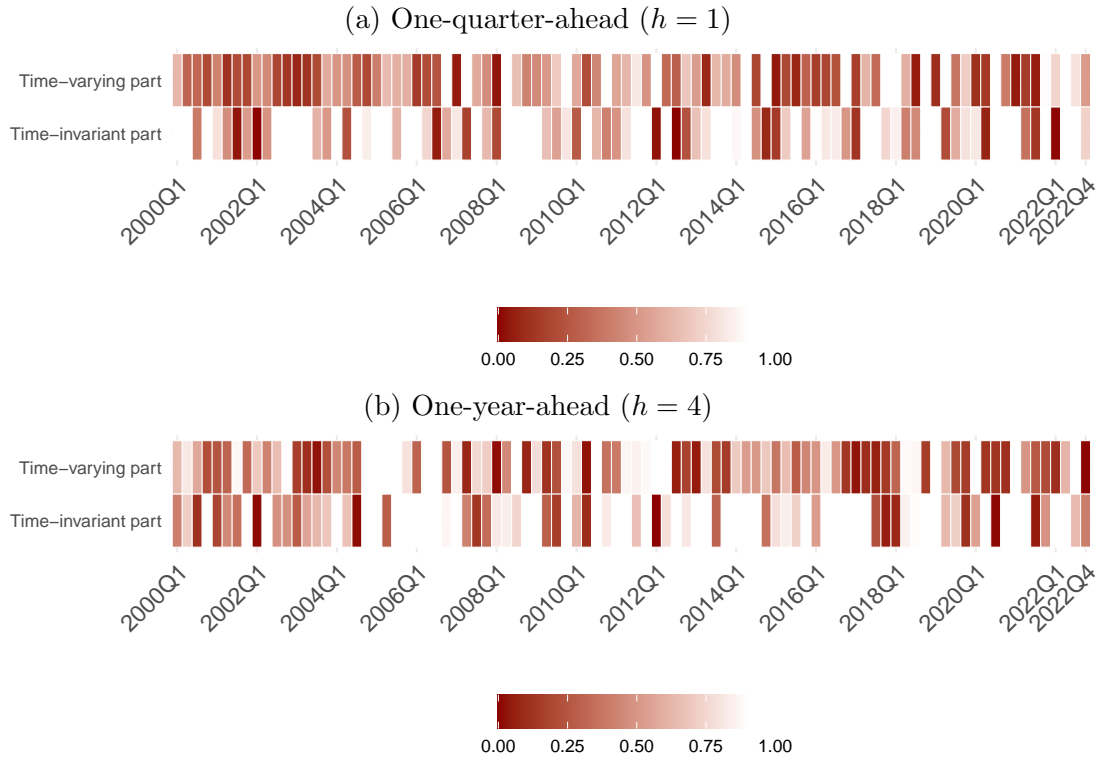 (a) One-quarter-ahead (h = 1)
Time−varying part
Time−invariant part
2000Q1 2002Q1 2004Q1 2006Q1 2008Q1 2010Q1 2012Q1 2014Q1 2016Q1 2018Q1 2020Q1 2022Q1 2022Q4
0.00 0.25 0.50 0.75 1.00
(b) One-year-ahead (h = 4)
Time−varying part
Time−invariant part
2000Q1 2002Q1 2004Q1 2006Q1 2008Q1 2010Q1 2012Q1 2014Q1 2016Q1 2018Q1 2020Q1 2022Q1 2022Q4
0.00 0.25 0.50 0.75 1.00